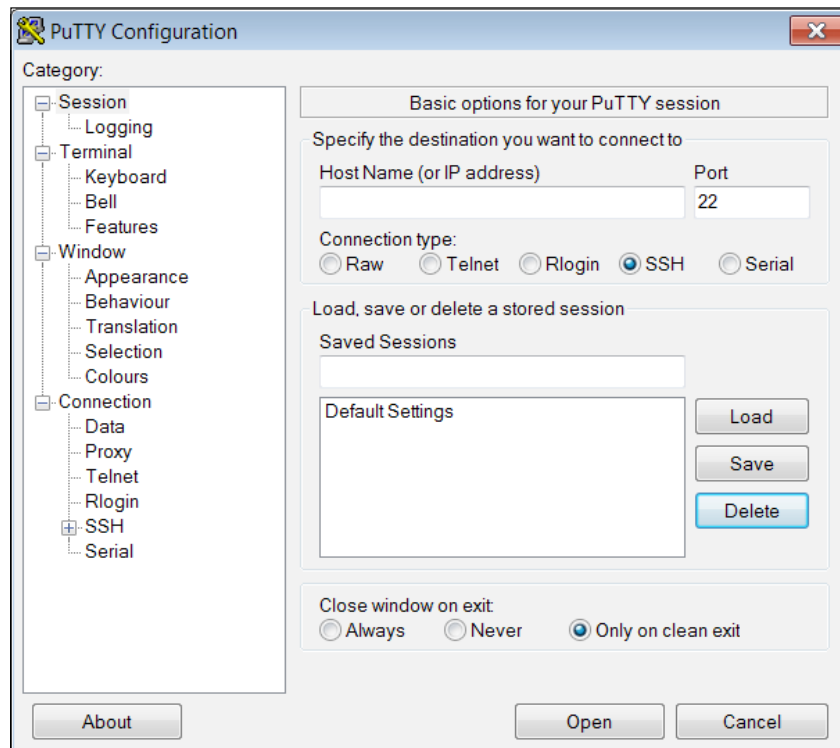 PuTTY Configuration
Category:
Session
Logging
Terminal
Keyboard
Bell
Features
Window
Appearance
Behaviour
Translation
Selection
Colours
Connection
Data
Proxy
Telnet
Rlogin
SSH
Serial
Basic options for your PuTTY session
Specify the destination you want to connect to
Host Name (or IP address) Port
22
Connection type:
Raw Telnet Rlogin SSH Serial
Load, save or delete a stored session
Saved Sessions
Default Settings
Load
Save
Delete
Close window on exit:
Always Never Only on clean exit
About Open Cancel